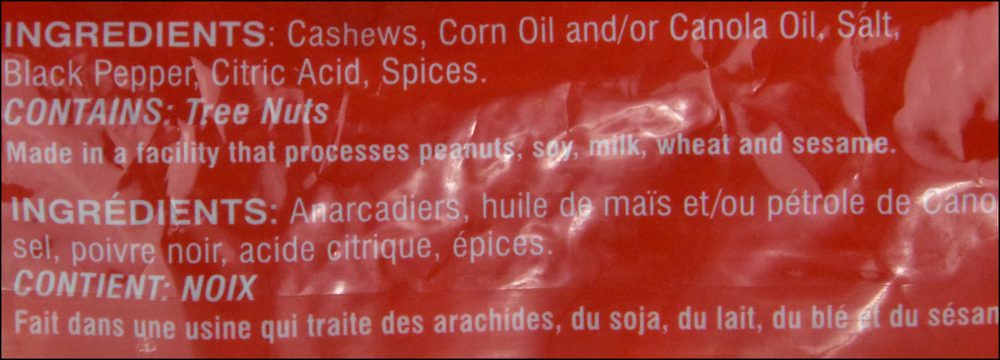 INGREDIENTS: Cashews, Corn Oil and/or Canola Oil, Salt,
Black Pepper, Citric Acid, Spices.
CONTAINS: Tree Nuts
Made in a facility that processes peanuts, soy, milk, wheat and sesame.
INGRÉDIENTS: Anarcadiers, huile de maïs et/ou pétrole de Cano
sel, poivre noir, acide citrique, épices.
CONTIENT: NOIX
Fait dans une usine qui traite des arachides, du soja, du lait, du blé et du sésam